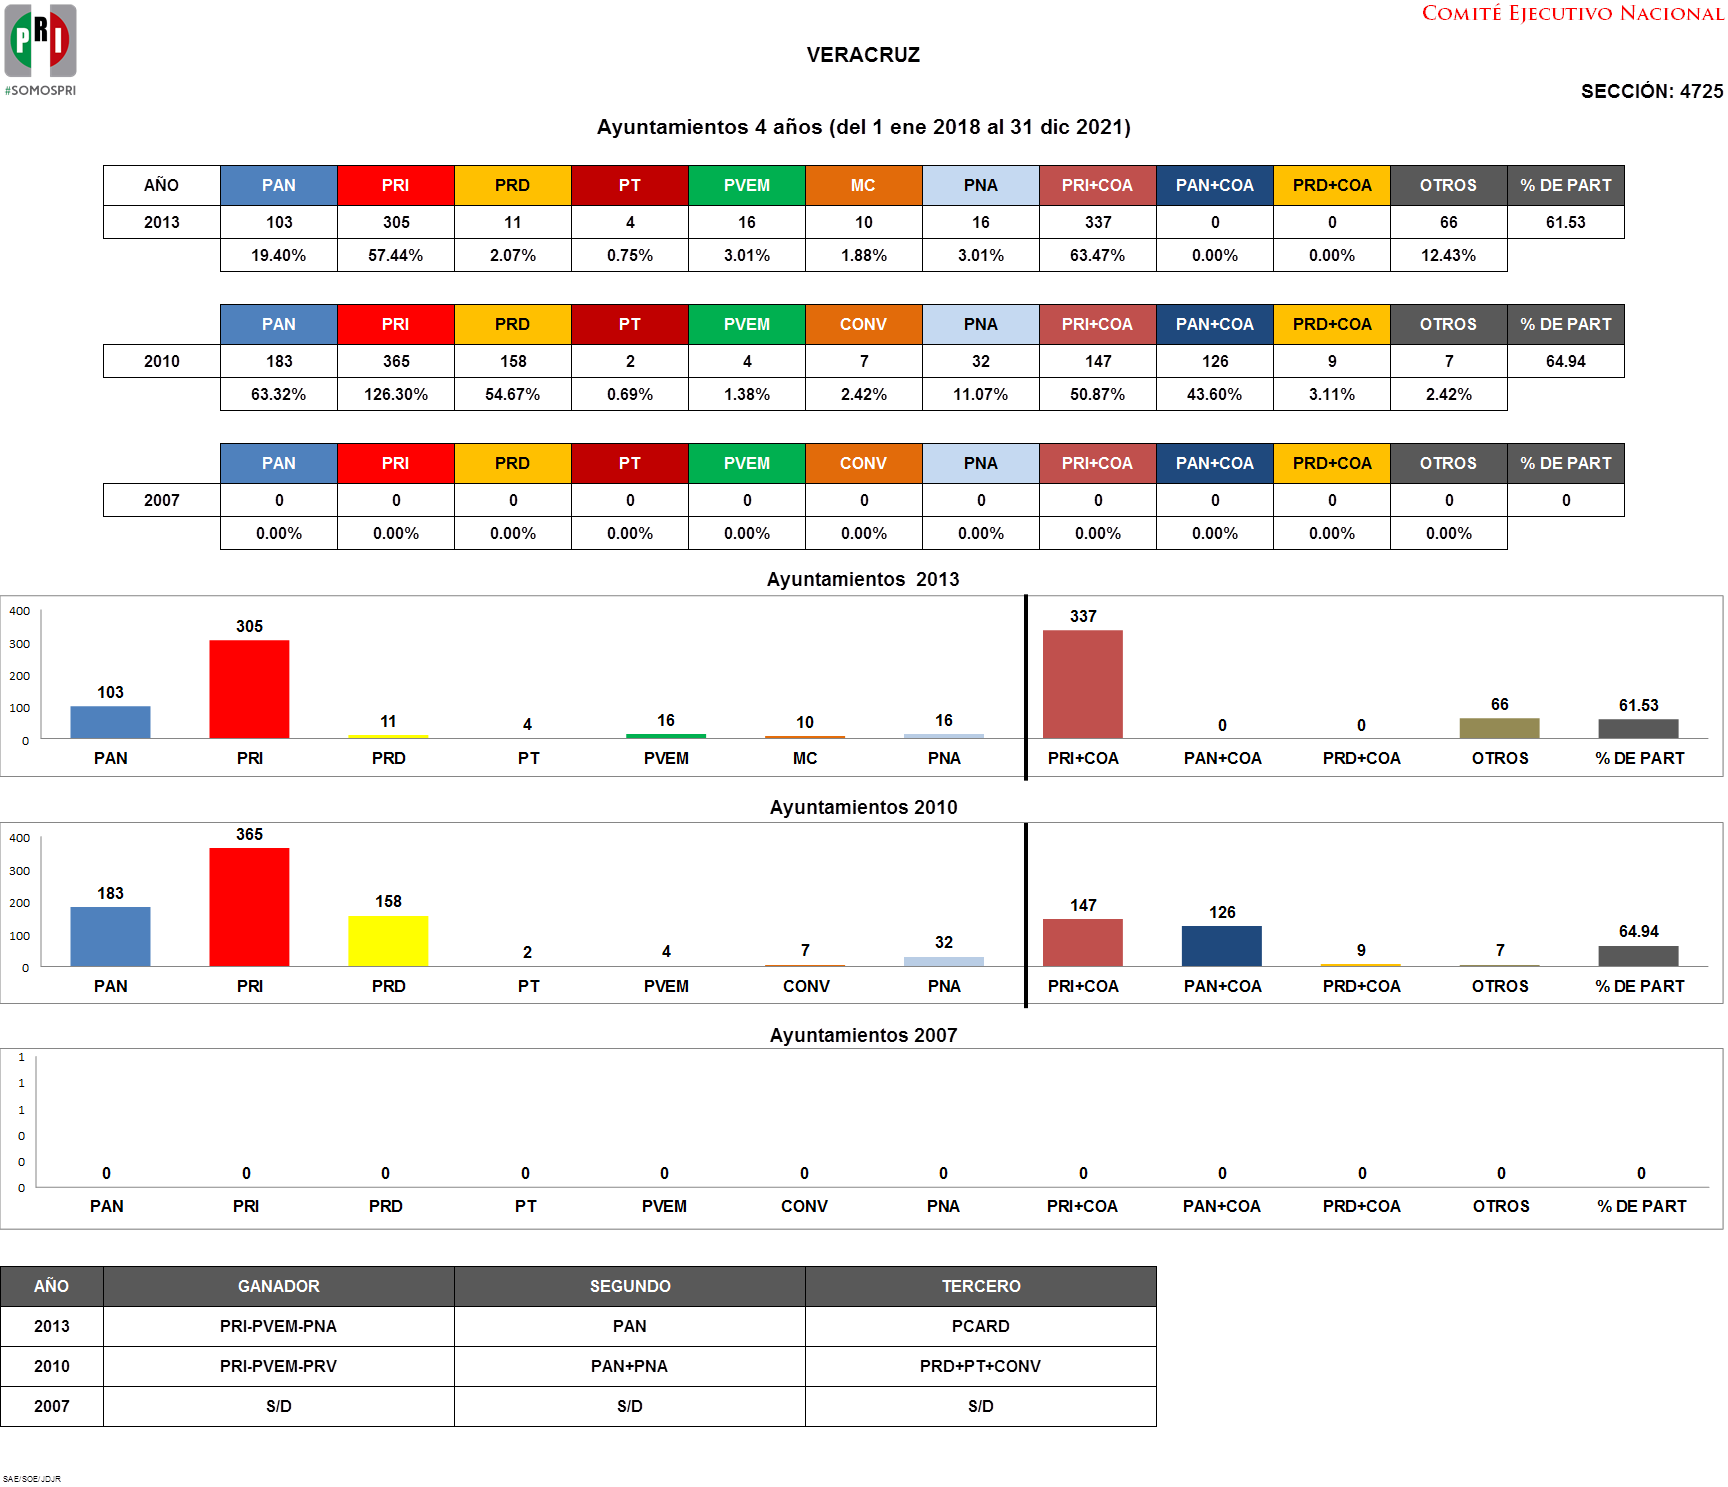 PRI
#SOMOSPRI
COMITÉ EJECUTIVO NACIONAL
VERACRUZ
SECCIÓN: 4725
Ayuntamientos 4 años (del 1 ene 2018 al 31 dic 2021)
AÑO PAN PRI PRD PT PVEM MC PNA PRI+COA PAN+COA PRD+COA OTROS % DE PART
2013 103 305 11 4 16 10 16 337 0 0 66 61.53
19.40% 57.44% 2.07% 0.75% 3.01% 1.88% 3.01% 63.47% 0.00% 0.00% 12.43%
PAN PRI PRD PT PVEM CONV PNA PRI+COA PAN+COA PRD+COA OTROS % DE PART
2010 183 365 158 2 4 7 32 147 126 9 7 64.94
63.32% 126.30% 54.67% 0.69% 1.38% 2.42% 11.07% 50.87% 43.60% 3.11% 2.42%
PAN PRI PRD PT PVEM CONV PNA PRI+COA PAN+COA PRD+COA OTROS % DE PART
2007 0 0 0 0 0 0 0 0 0 0 0 0
0.00% 0.00% 0.00% 0.00% 0.00% 0.00% 0.00% 0.00% 0.00% 0.00% 0.00%
Ayuntamientos 2013
400
300
200
100
0
103 305 11 4 16 10 16 337 0 0 66 61.53
PAN PRI PRD PT PVEM MC PNA PRI+COA PAN+COA PRD+COA OTROS % DE PART
Ayuntamientos 2010
400
300
200
100
0
183 365 158 2 4 7 32 147 126 9 7 64.94
PAN PRI PRD PT PVEM CONV PNA PRI+COA PAN+COA PRD+COA OTROS % DE PART
Ayuntamientos 2007
1
1
1
0
0
0
0 0 0 0 0 0 0 0 0 0 0 0
PAN PRI PRD PT PVEM CONV PNA PRI+COA PAN+COA PRD+COA OTROS % DE PART
AÑO GANADOR SEGUNDO TERCERO
2013 PRI-PVEM-PNA PAN PCARD
2010 PRI-PVEM-PRV PAN+PNA PRD+PT+CONV
2007 S/D S/D S/D
SAE/SOE/JDJR